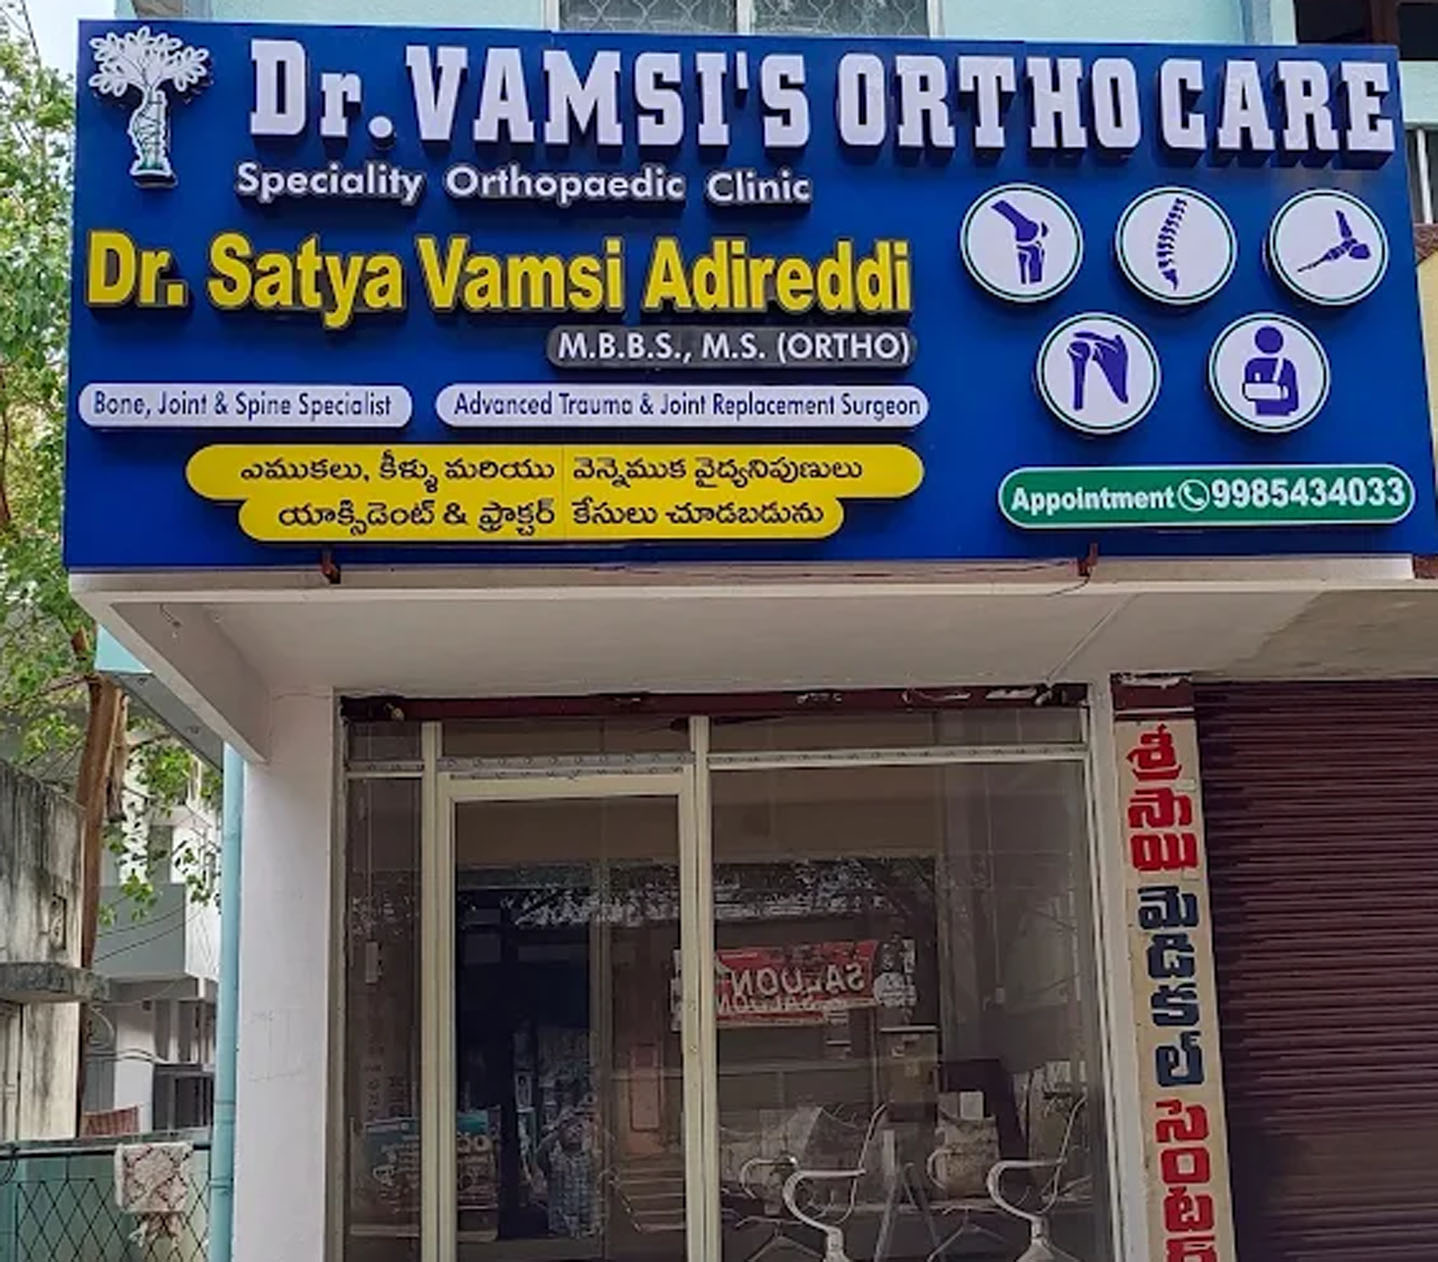 Dr. VAMSI'S ORTHO CARE
Speciality Orthopaedic Clinic
Dr. Satya Vamsi Adireddi
M.B.B.S., M.S. (ORTHO)
Bone, Joint & Spine Specialist
Advanced Trauma & Joint Replacement Surgeon
ఎముకలు, కీళ్ళు మరియు వెన్నెముక వైద్యనిపుణులు
యాక్సిడెంట్ & ఫ్రాక్చర్ కేసులు చూడబడును
Appointment 9985434033
శ్రీ సాయి మెడికల్ సెంటర్
SALOON